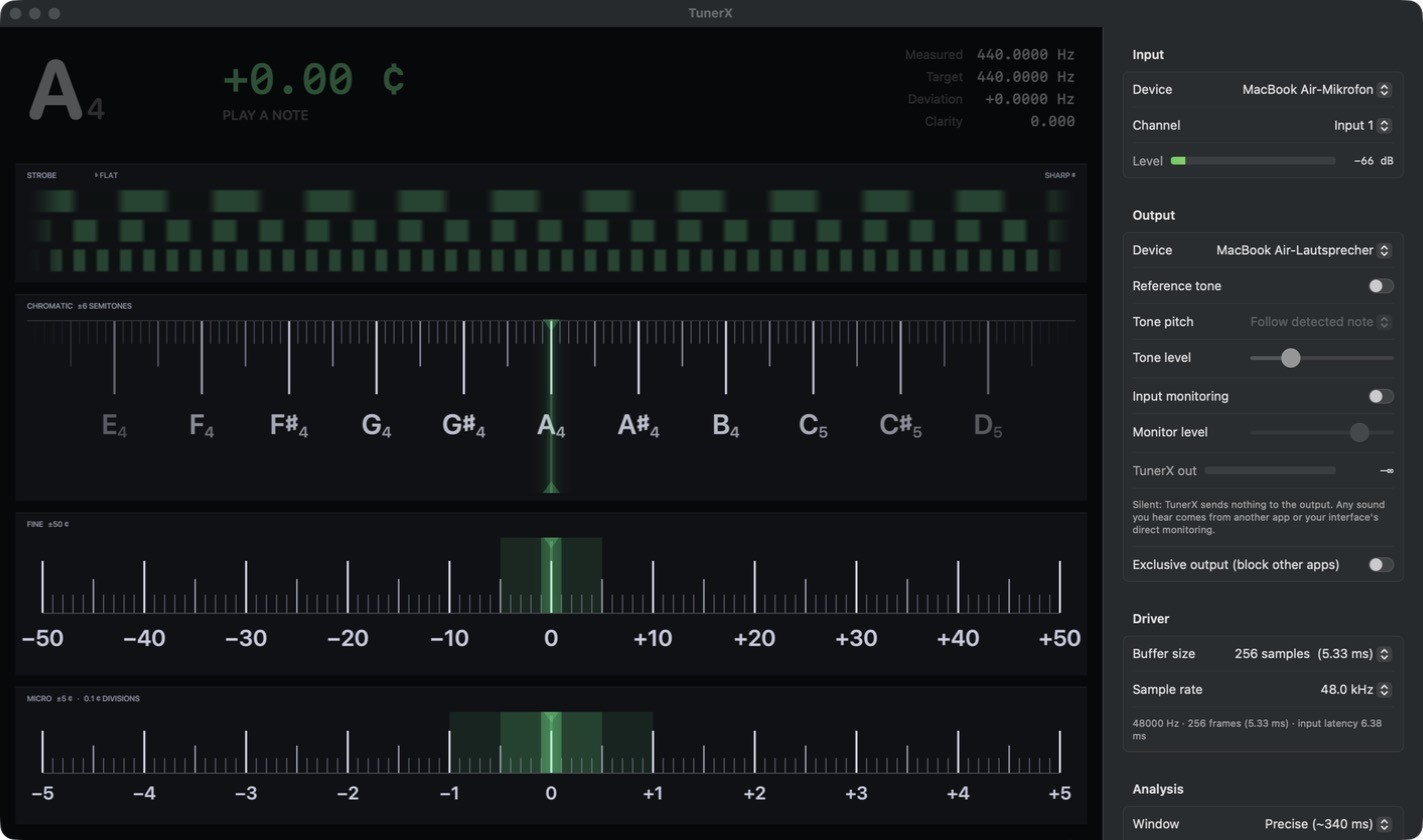 TunerX
A4
+0.00 ¢
PLAY A NOTE
Measured 440.0000 Hz
Target 440.0000 Hz
Deviation +0.0000 Hz
Clarity 0.000
STROBE FLAT SHARP
CHROMATIC ±6 SEMITONES
E4 F4 F#4 G4 G#4 A4 A#4 B4 C5 C#5 D5
FINE ±50 ¢
−50 −40 −30 −20 −10 0 +10 +20 +30 +40 +50
MICRO ±5 ¢ · 0.1 ¢ DIVISIONS
−5 −4 −3 −2 −1 0 +1 +2 +3 +4 +5
Input
Device MacBook Air-Mikrofon
Channel Input 1
Level −66 dB
Output
Device MacBook Air-Lautsprecher
Reference tone
Tone pitch Follow detected note
Tone level
Input monitoring
Monitor level
TunerX out −∞
Silent: TunerX sends nothing to the output. Any sound
you hear comes from another app or your interface's
direct monitoring.
Exclusive output (block other apps)
Driver
Buffer size 256 samples (5.33 ms)
Sample rate 48.0 kHz
48000 Hz · 256 frames (5.33 ms) · input latency 6.38
ms
Analysis
Window Precise (~340 ms)